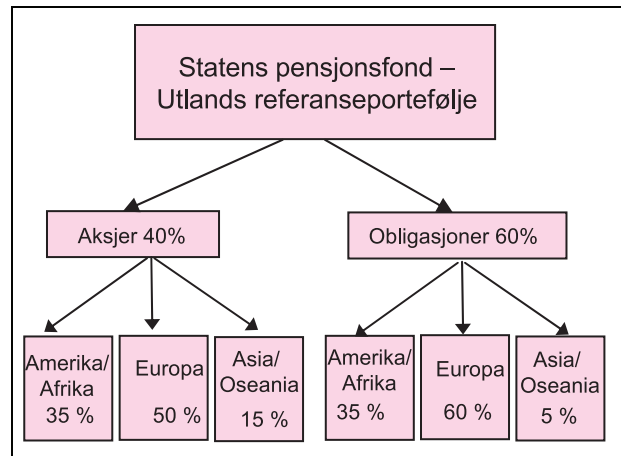 Statens pensjonsfond –
Utlands referanseportefølje
Aksjer 40%
Obligasjoner 60%
Amerika/
Afrika
35 %
Europa
50 %
Asia/
Oseania
15 %
Amerika/
Afrika
35 %
Europa
60 %
Asia/
Oseania
5 %